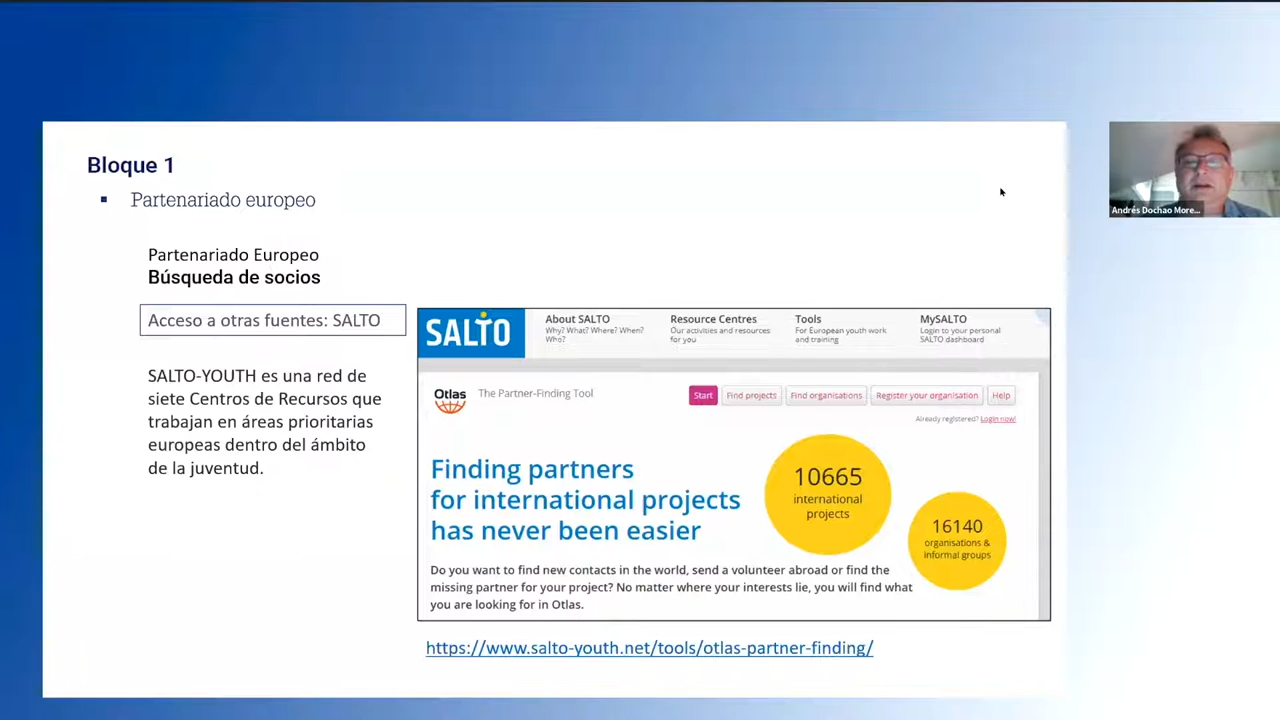 Bloque 1
Partenariado europeo
Andrés Dochao More...
Partenariado Europeo
Búsqueda de socios
Acceso a otras fuentes: SALTO
SALTO-YOUTH es una red de
siete Centros de Recursos que
trabajan en áreas prioritarias
europeas dentro del ámbito
de la juventud.
SALTO
About SALTO
Why? What? Where? When?
Who?
Resource Centres
Our activities and resources
for you
Tools
For European youth work
and training
MySALTO
Login to your personal
SALTO dashboard
Otlas
The Partner-Finding Tool
Start
Find projects
Find organisations
Register your organisation
Help
Already registered? Login now!
Finding partners
for international projects
has never been easier
10665
international
projects
16140
organisations &
informal groups
Do you want to find new contacts in the world, send a volunteer abroad or find the
missing partner for your project? No matter where your interests lie, you will find what
you are looking for in Otlas.
https://www.salto-youth.net/tools/otlas-partner-finding/